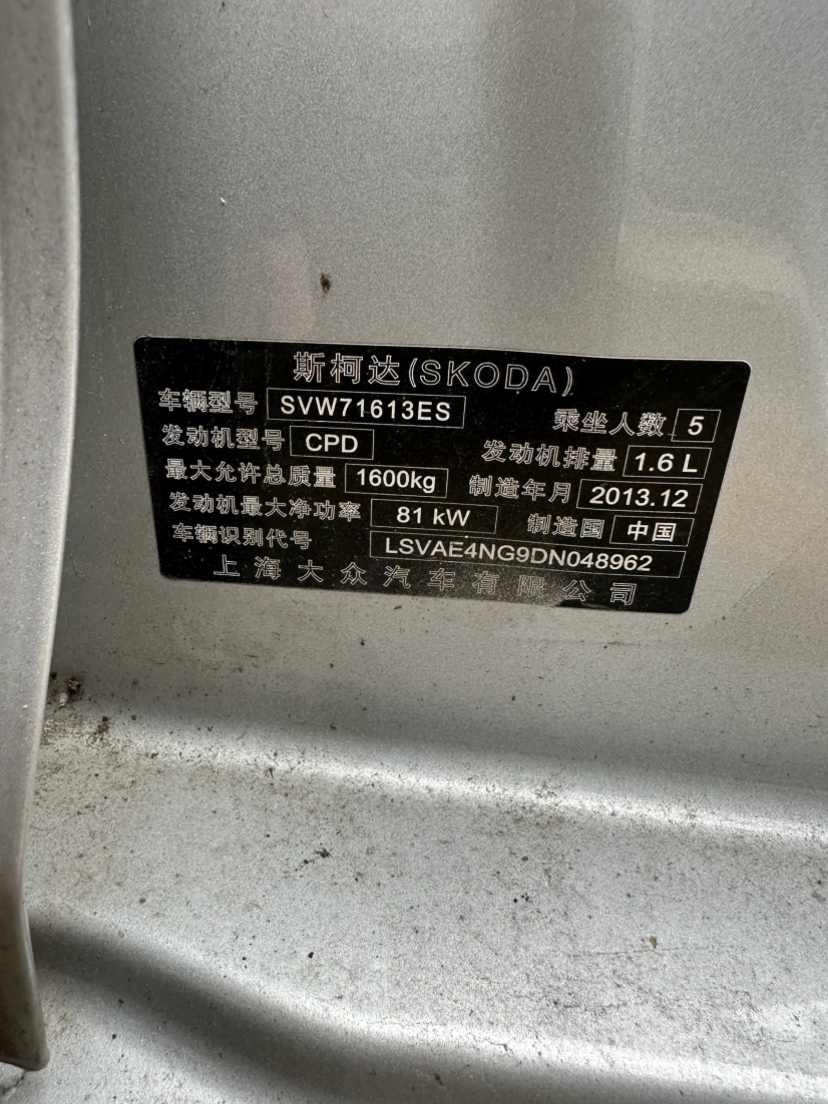 斯柯达(SKODA)
车辆型号 SVW71613ES 乘坐人数 5
发动机型号 CPD 发动机排量 1.6 L
最大允许总质量 1600kg 制造年月 2013.12
发动机最大净功率 81 kW 制造国 中国
车辆识别代号 LSVAE4NG9DN048962
上海大众汽车有限公司